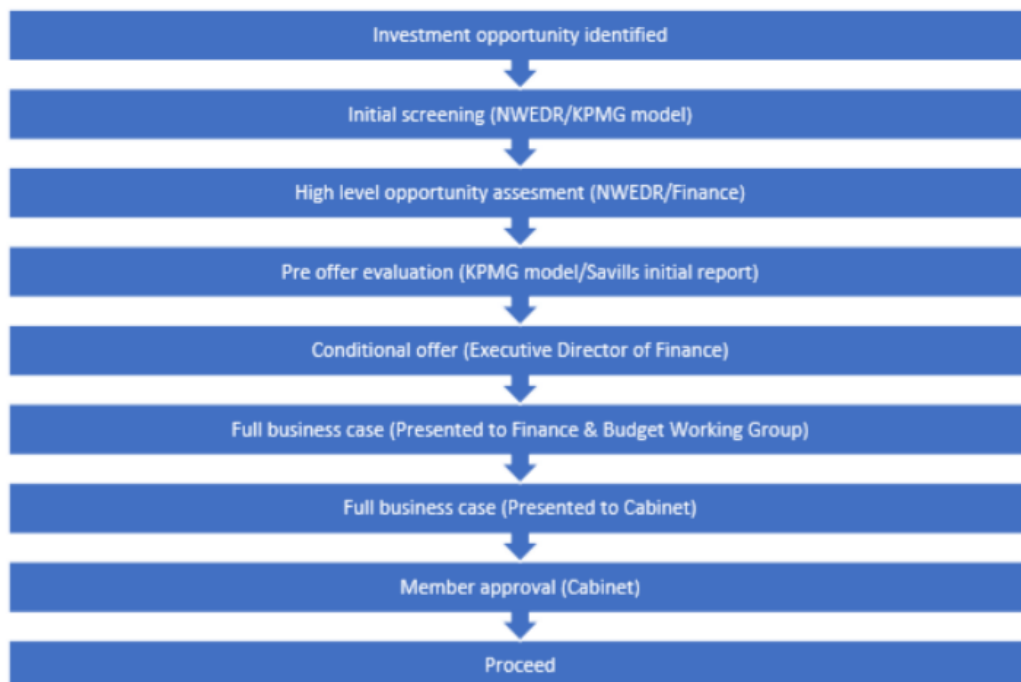 Investment opportunity identified
Initial screening (NWEDR/KPMG model)
High level opportunity assesment (NWEDR/Finance)
Pre offer evaluation (KPMG model/Savills initial report)
Conditional offer (Executive Director of Finance)
Full business case (Presented to Finance & Budget Working Group)
Full business case (Presented to Cabinet)
Member approval (Cabinet)
Proceed